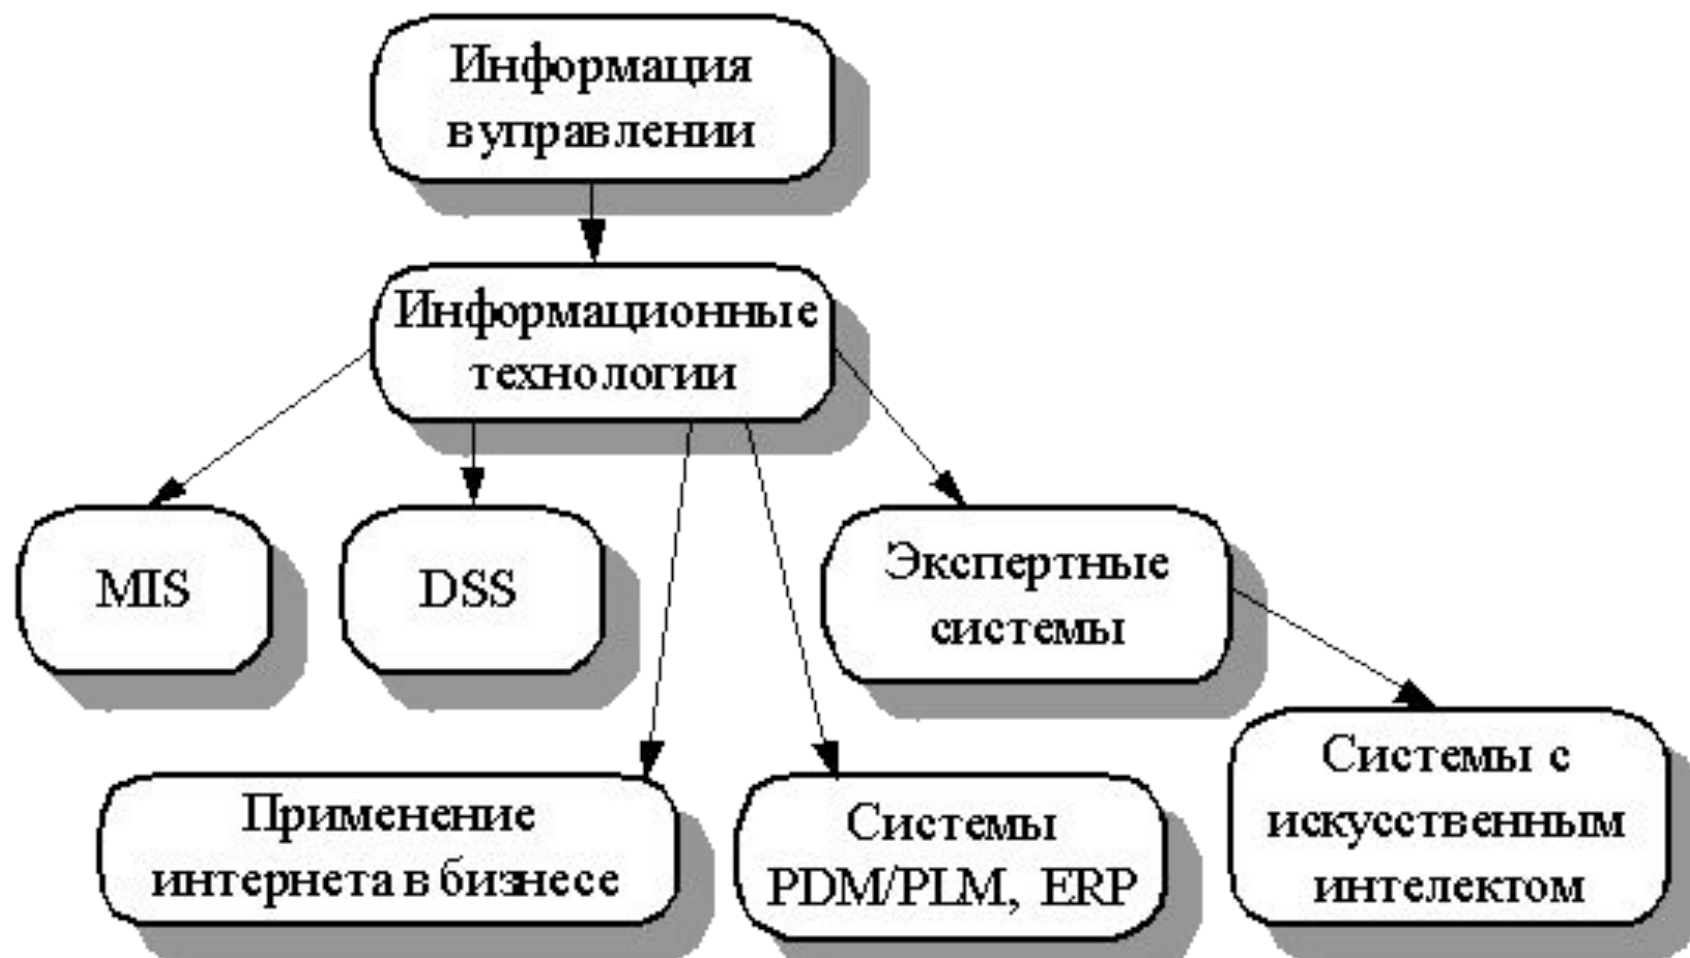 Информация
в управлении
Информационные
технологии
MIS
DSS
Экспертные
системы
Применение
интернета в бизнесе
Системы
PDM/PLM, ERP
Системы с
искусственным
интелектом